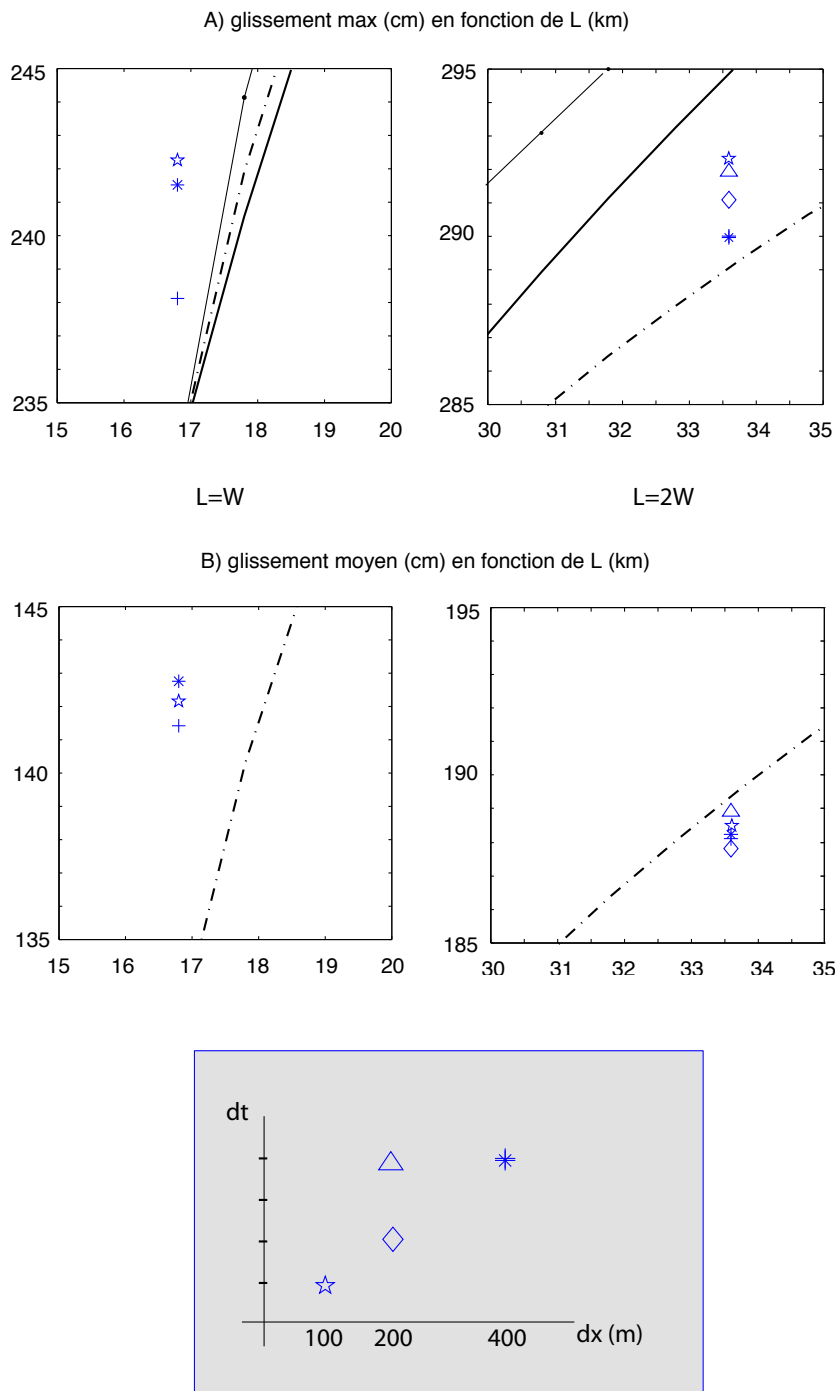 A) glissement max (cm) en fonction de L (km)
245
240
235
15 16 17 18 19 20
295
290
285
30 31 32 33 34 35
L=W
L=2W
B) glissement moyen (cm) en fonction de L (km)
145
140
135
15 16 17 18 19 20
195
190
185
30 31 32 33 34 35
dt
100 200 400 dx (m)